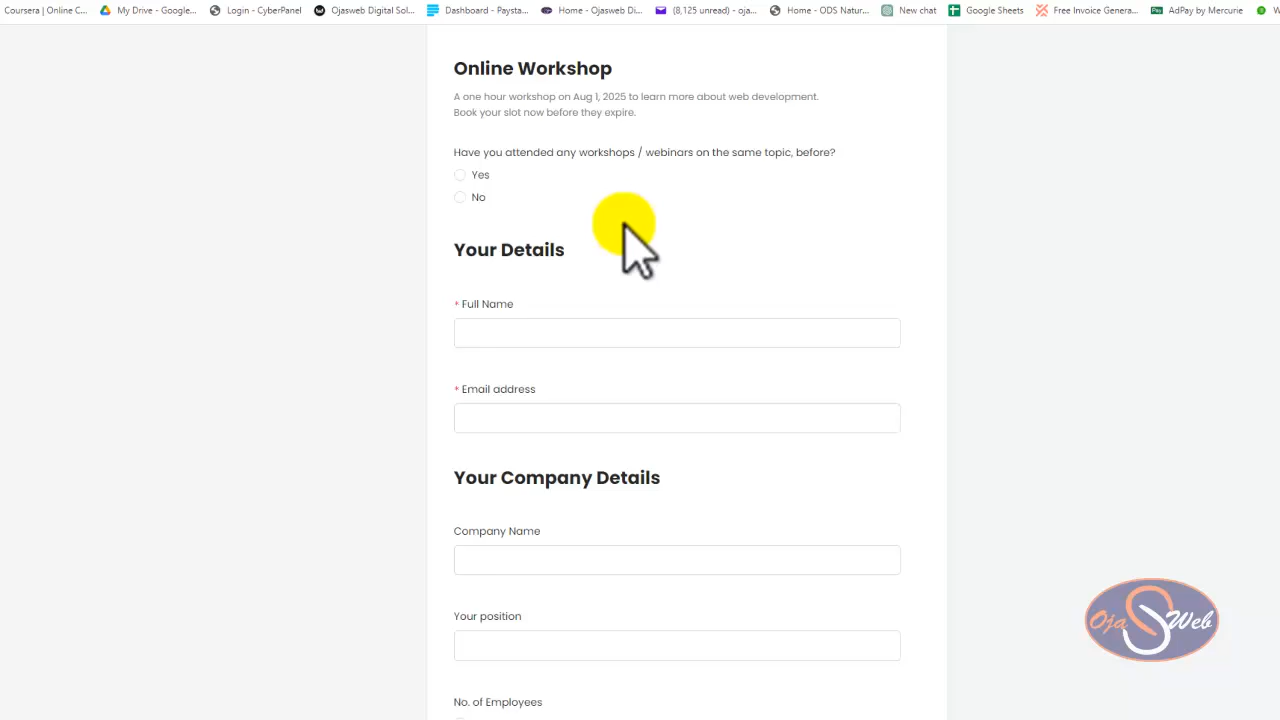 Coursera | Online C...
My Drive - Google...
Login - CyberPanel
Ojasweb Digital Sol...
Dashboard - Paysta...
Home - Ojasweb Di...
(8,125 unread) - oja...
Home - ODS Natur...
New chat
Google Sheets
Free Invoice Genera...
AdPay by Mercurie
Online Workshop
A one hour workshop on Aug 1, 2025 to learn more about web development.
Book your slot now before they expire.
Have you attended any workshops / webinars on the same topic, before?
Yes
No
Your Details
* Full Name
* Email address
Your Company Details
Company Name
Your position
No. of Employees
Oja Web